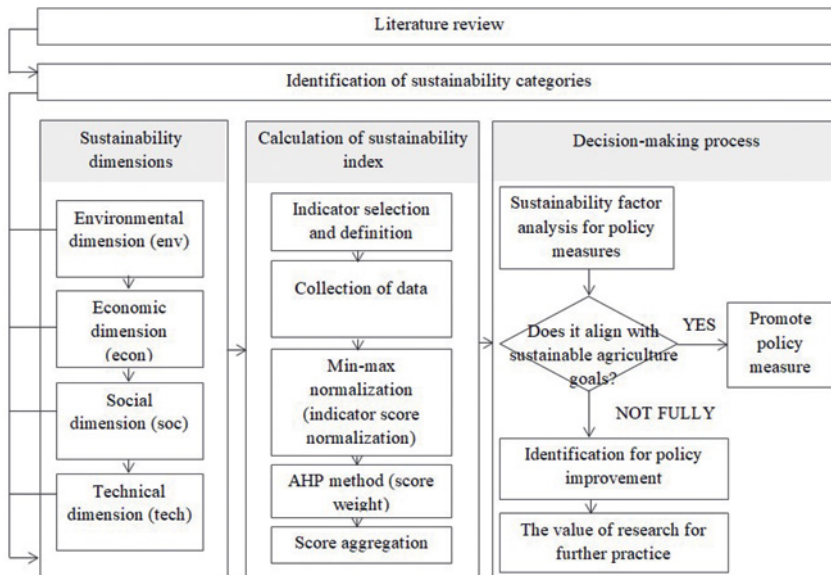 Literature review
Identification of sustainability categories
Sustainability
dimensions
Environmental
dimension (env)
Economic
dimension
(econ)
Social
dimension (soc)
Technical
dimension (tech)
Calculation of sustainability
index
Indicator selection
and definition
Collection of data
Min-max
normalization
(indicator score
normalization)
AHP method (score
weight)
Score aggregation
Decision-making process
Sustainability factor
analysis for policy
measures
Does it align with
sustainable agriculture
goals?
YES
Promote
policy
measure
NOT FULLY
Identification for policy
improvement
The value of research for
further practice